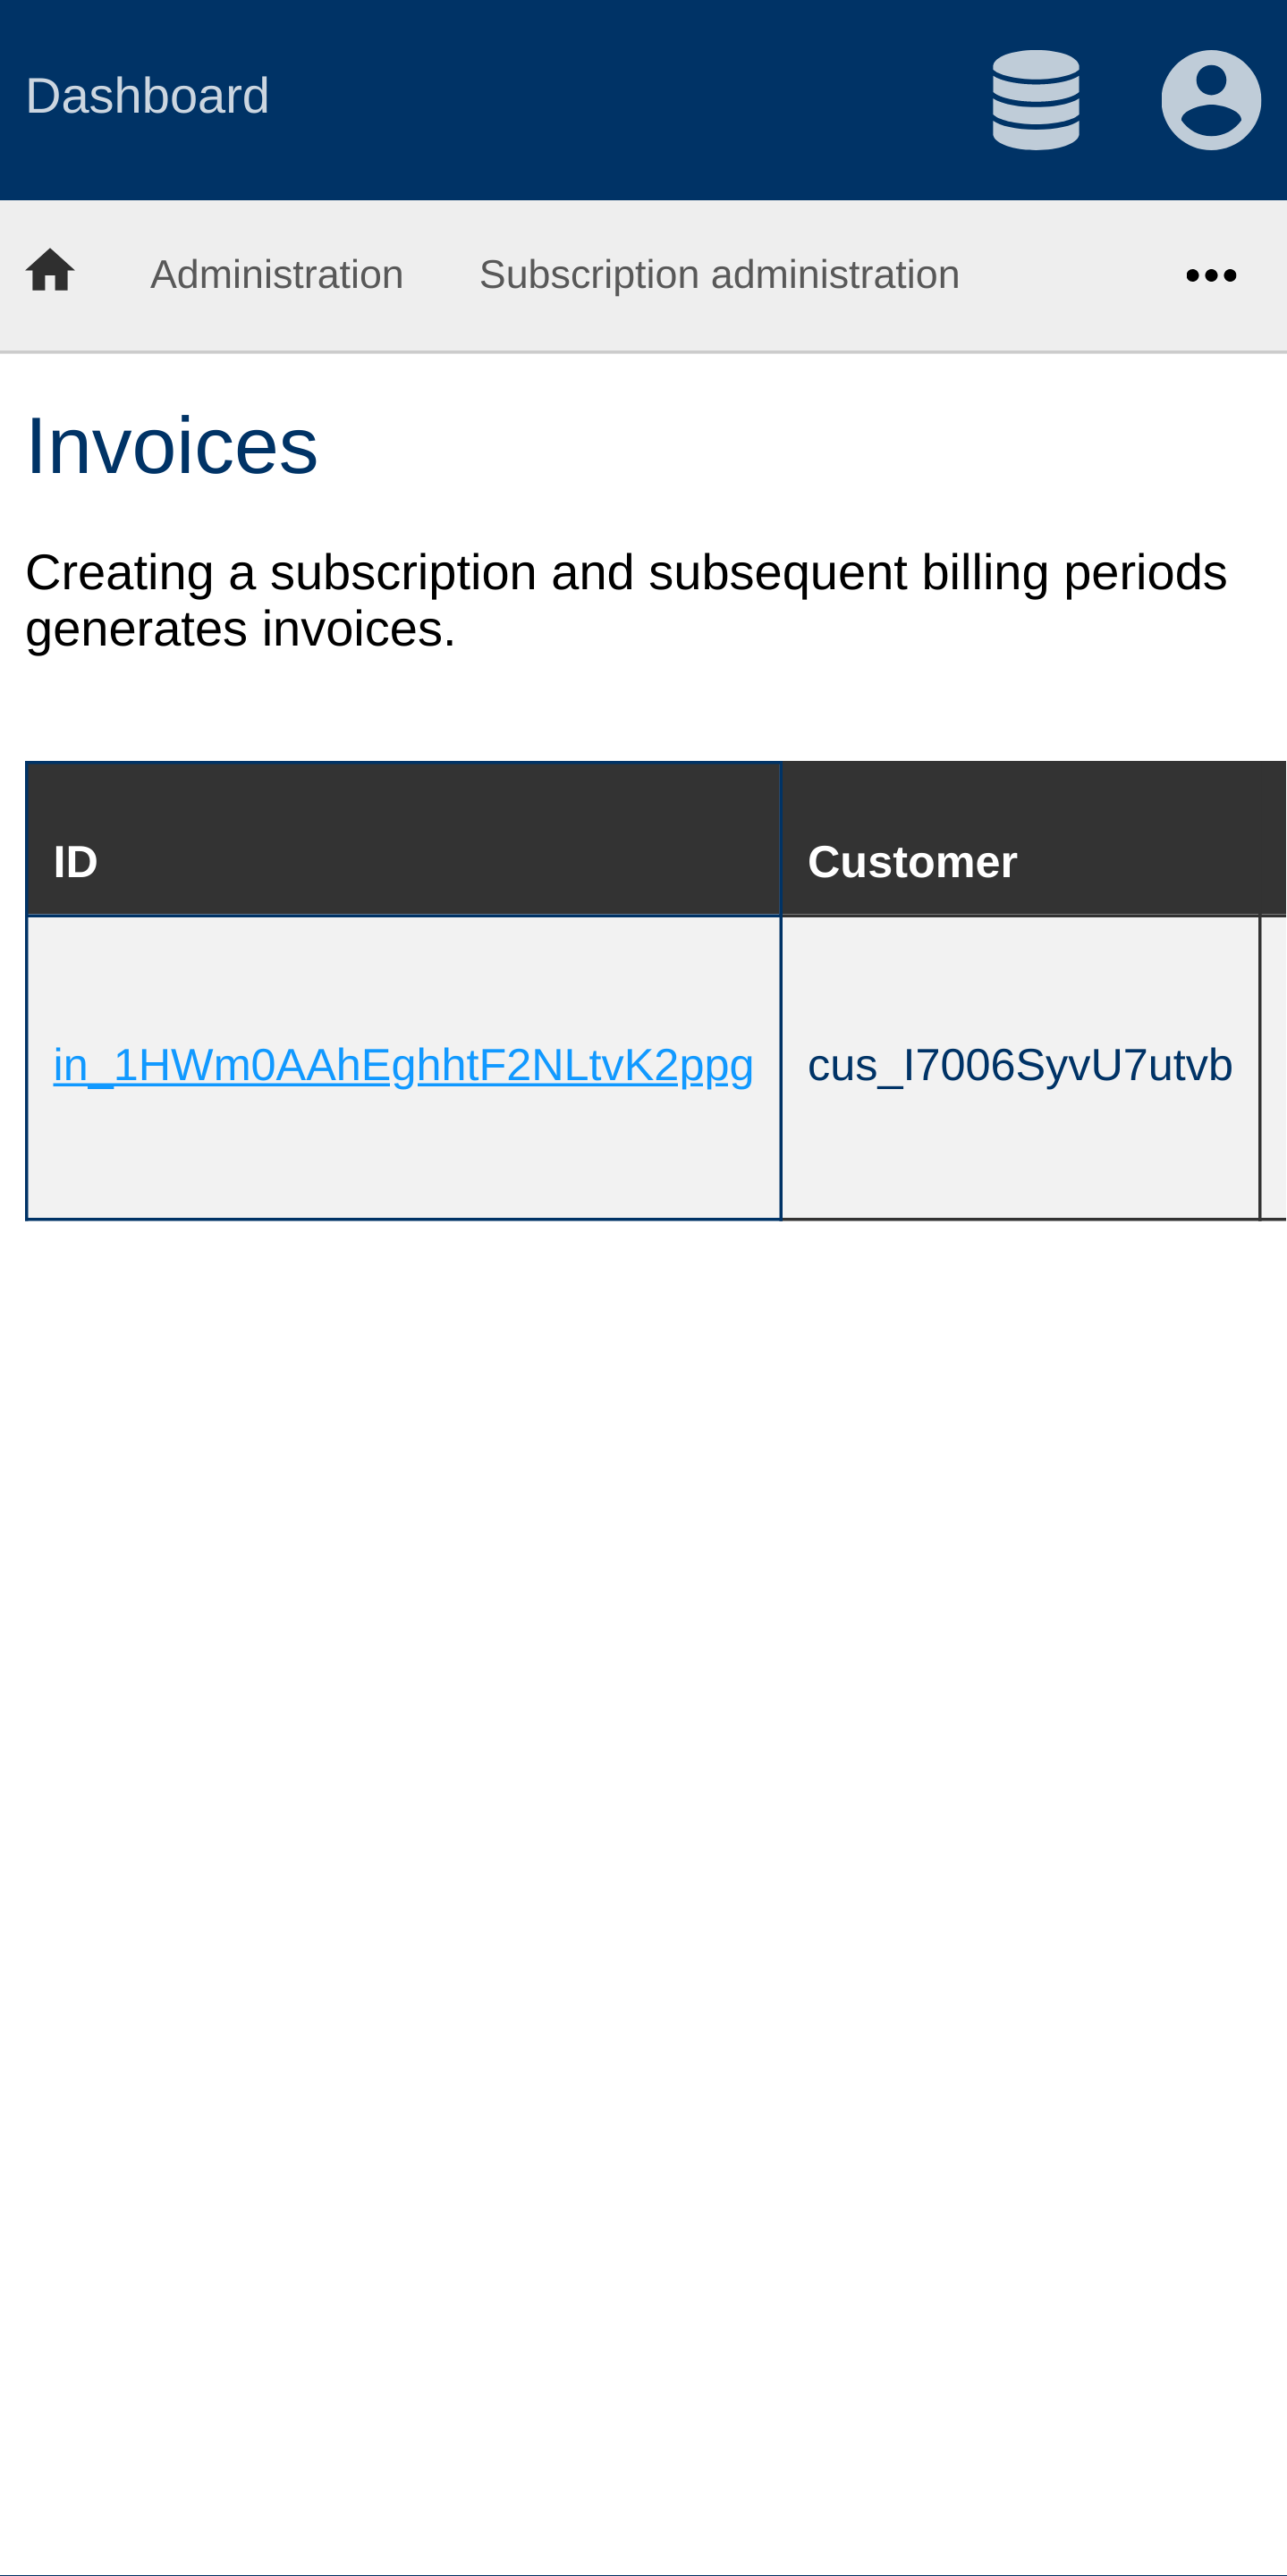 Dashboard
Administration Subscription administration
Invoices
Creating a subscription and subsequent billing periods
generates invoices.
ID Customer
in_1HWm0AAhEghhtF2NLtvK2ppg cus_I7006SyvU7utvb